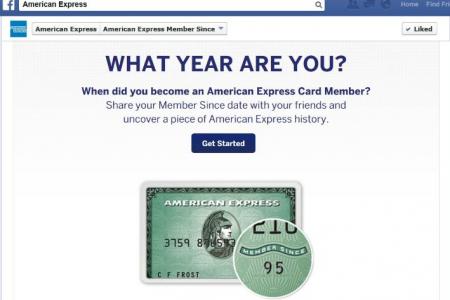 American Express
Home
Find Fri
American Express
American Express Member Since
Liked
WHAT YEAR ARE YOU?
When did you become an American Express Card Member?
Share your Member Since date with your friends and
uncover a piece of American Express history.
Get Started
AMERICAN EXPRESS
3759
C F FROST
MEMBER SINCE
95